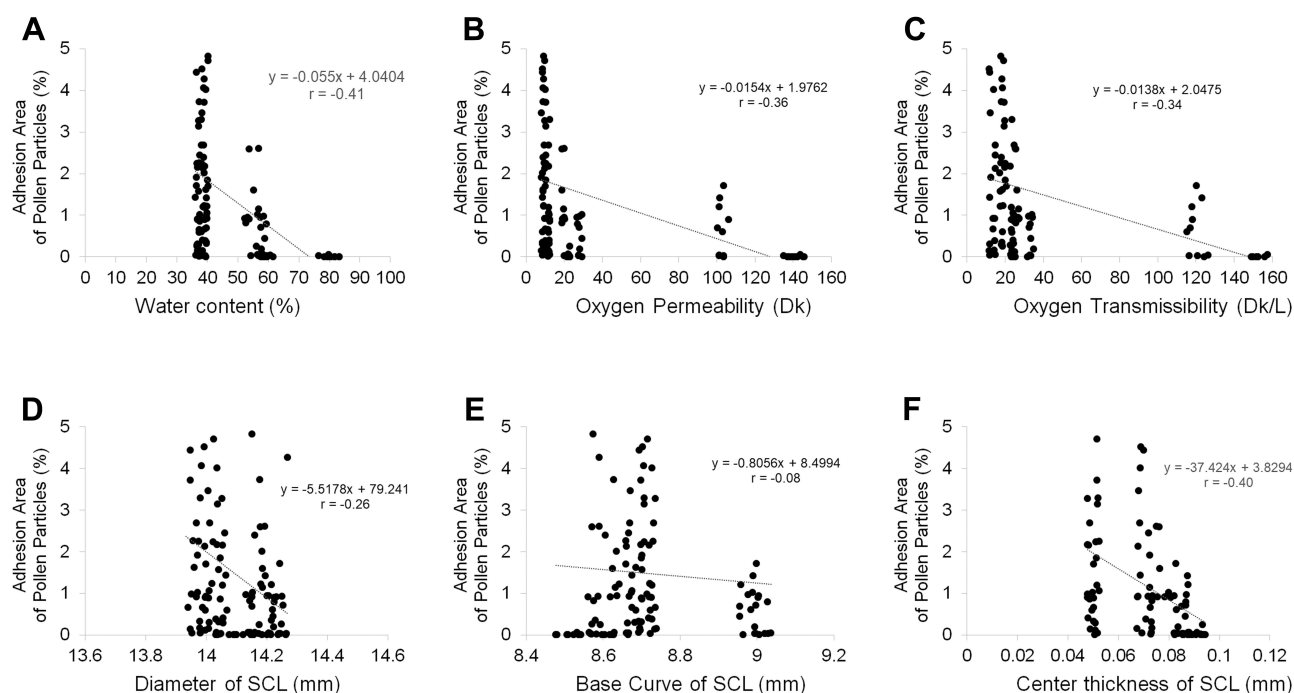 A
Adhesion Area
of Pollen Particles (%)
5
4
3
2
1
0
y = -0.055x + 4.0404
r = -0.41
0 10 20 30 40 50 60 70 80 90 100
Water content (%)
B
Adhesion Area
of Pollen Particles (%)
5
4
3
2
1
0
y = -0.0154x + 1.9762
r = -0.36
0 20 40 60 80 100 120 140 160
Oxygen Permeability (Dk)
C
Adhesion Area
of Pollen Particles (%)
5
4
3
2
1
0
y = -0.0138x + 2.0475
r = -0.34
0 20 40 60 80 100 120 140 160
Oxygen Transmissibility (Dk/L)
D
Adhesion Area
of Pollen Particles (%)
5
4
3
2
1
0
y = -5.5178x + 79.241
r = -0.26
13.6 13.8 14 14.2 14.4 14.6
Diameter of SCL (mm)
E
Adhesion Area
of Pollen Particles (%)
5
4
3
2
1
0
y = -0.8056x + 8.4994
r = -0.08
8.4 8.6 8.8 9 9.2
Base Curve of SCL (mm)
F
Adhesion Area
of Pollen Particles (%)
5
4
3
2
1
0
y = -37.424x + 3.8294
r = -0.40
0 0.02 0.04 0.06 0.08 0.1 0.12
Center thickness of SCL (mm)